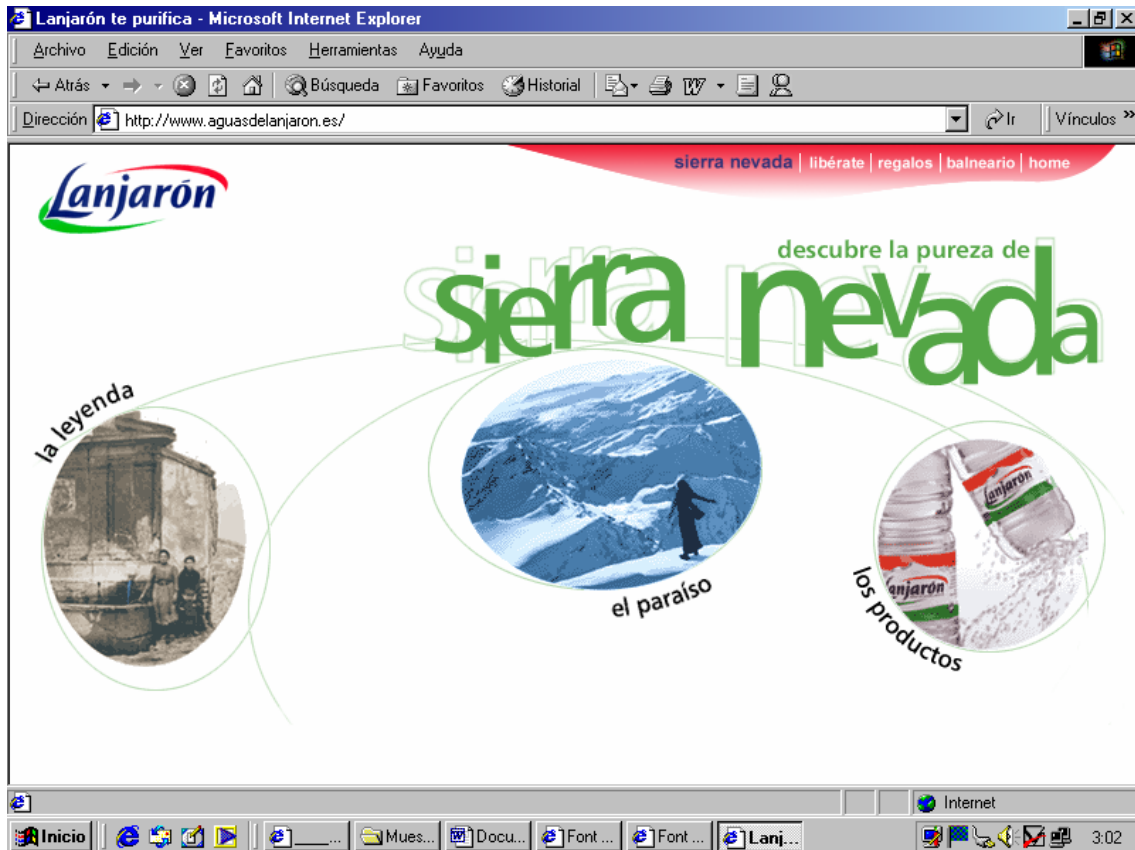 Lanjarón te purifica - Microsoft Internet Explorer
Archivo Edición Ver Favoritos Herramientas Ayuda
Atrás Búsqueda Favoritos Historial
Dirección http://www.aguasdelanjaron.es/ Ir Vínculos »
Lanjarón
sierra nevada | libérate | regalos | balneario | home
descubre la pureza de
sierra nevada
la leyenda
el paraíso
los productos
Lanjarón
Lanjarón
Internet
Inicio ___... Mues... Docu... Font ... Font ... Lanj... 3:02